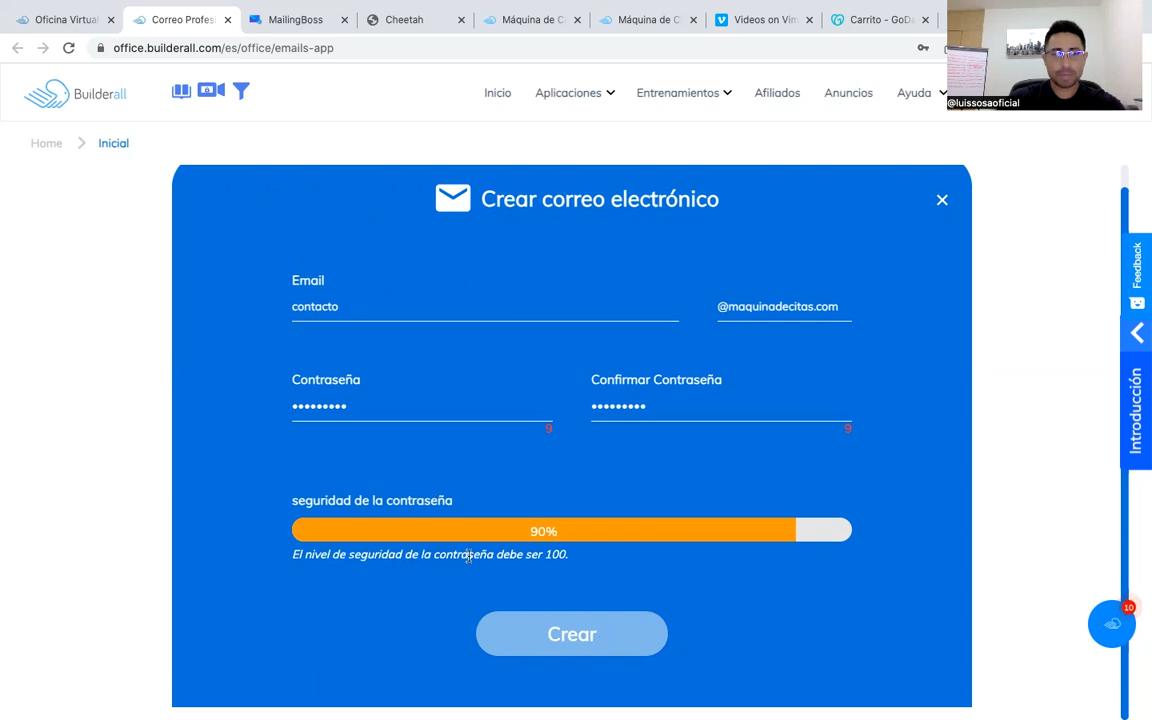 Oficina Virtual
Correo Profes
MailingBoss
Cheetah
Máquina de C
Máquina de C
Videos on Vim
Carrito - GoDa
office.builderall.com/es/office/emails-app
@luissosaoficial
Builderall
Inicio
Aplicaciones
Entrenamientos
Afiliados
Anuncios
Ayuda
Home
Inicial
Crear correo electrónico
Email
contacto
@maquinadecitas.com
Contraseña
Confirmar Contraseña
9
9
seguridad de la contraseña
90%
El nivel de seguridad de la contraseña debe ser 100.
Crear
Feedback
Introducción
10